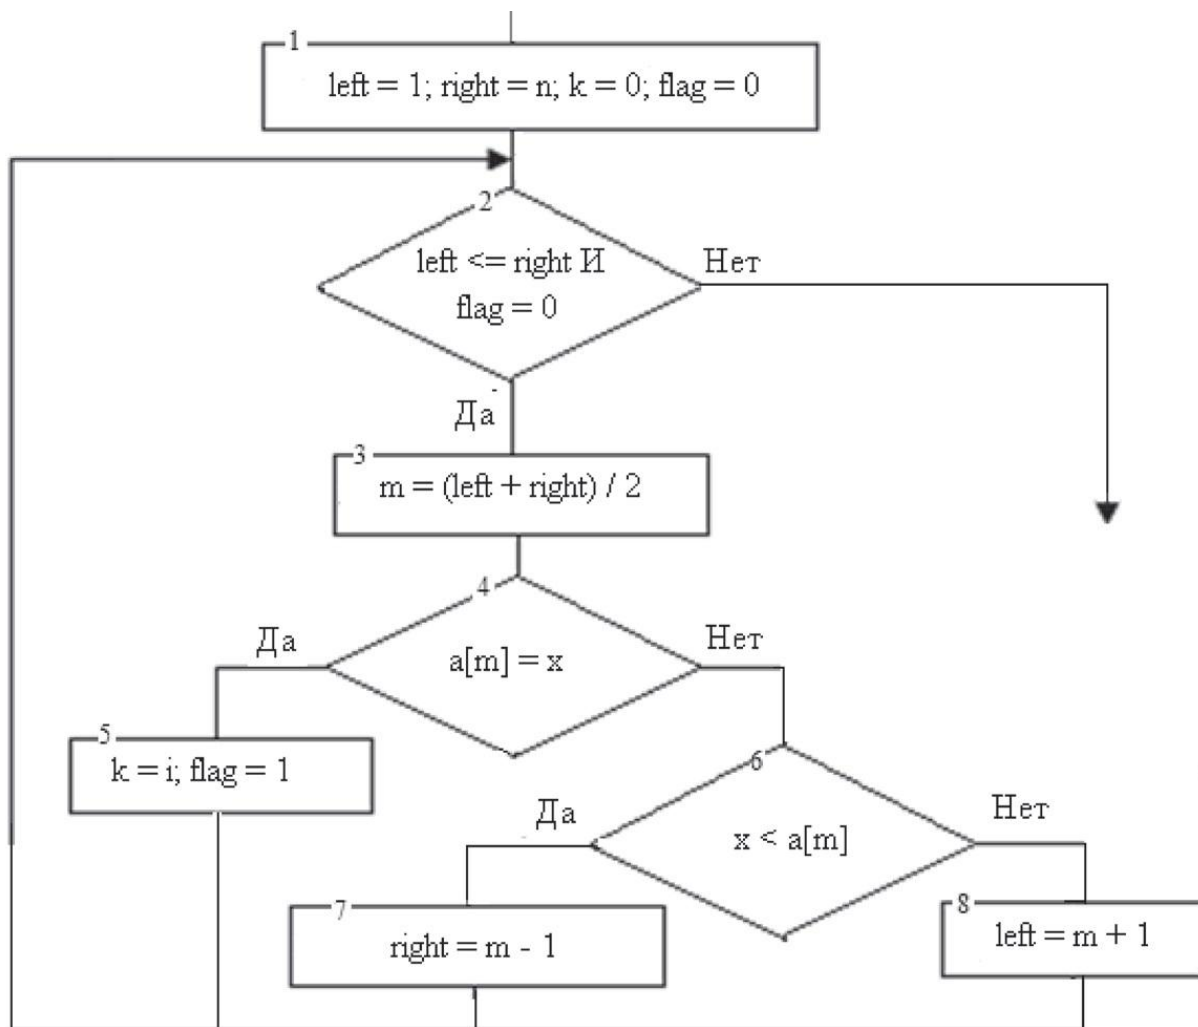 1
left = 1; right = n; k = 0; flag = 0
2
left <= right И
flag = 0
Нет
Да
3
m = (left + right) / 2
4
a[m] = x
Да
Нет
5
k = i; flag = 1
6
x < a[m]
Да
Нет
7
right = m - 1
8
left = m + 1